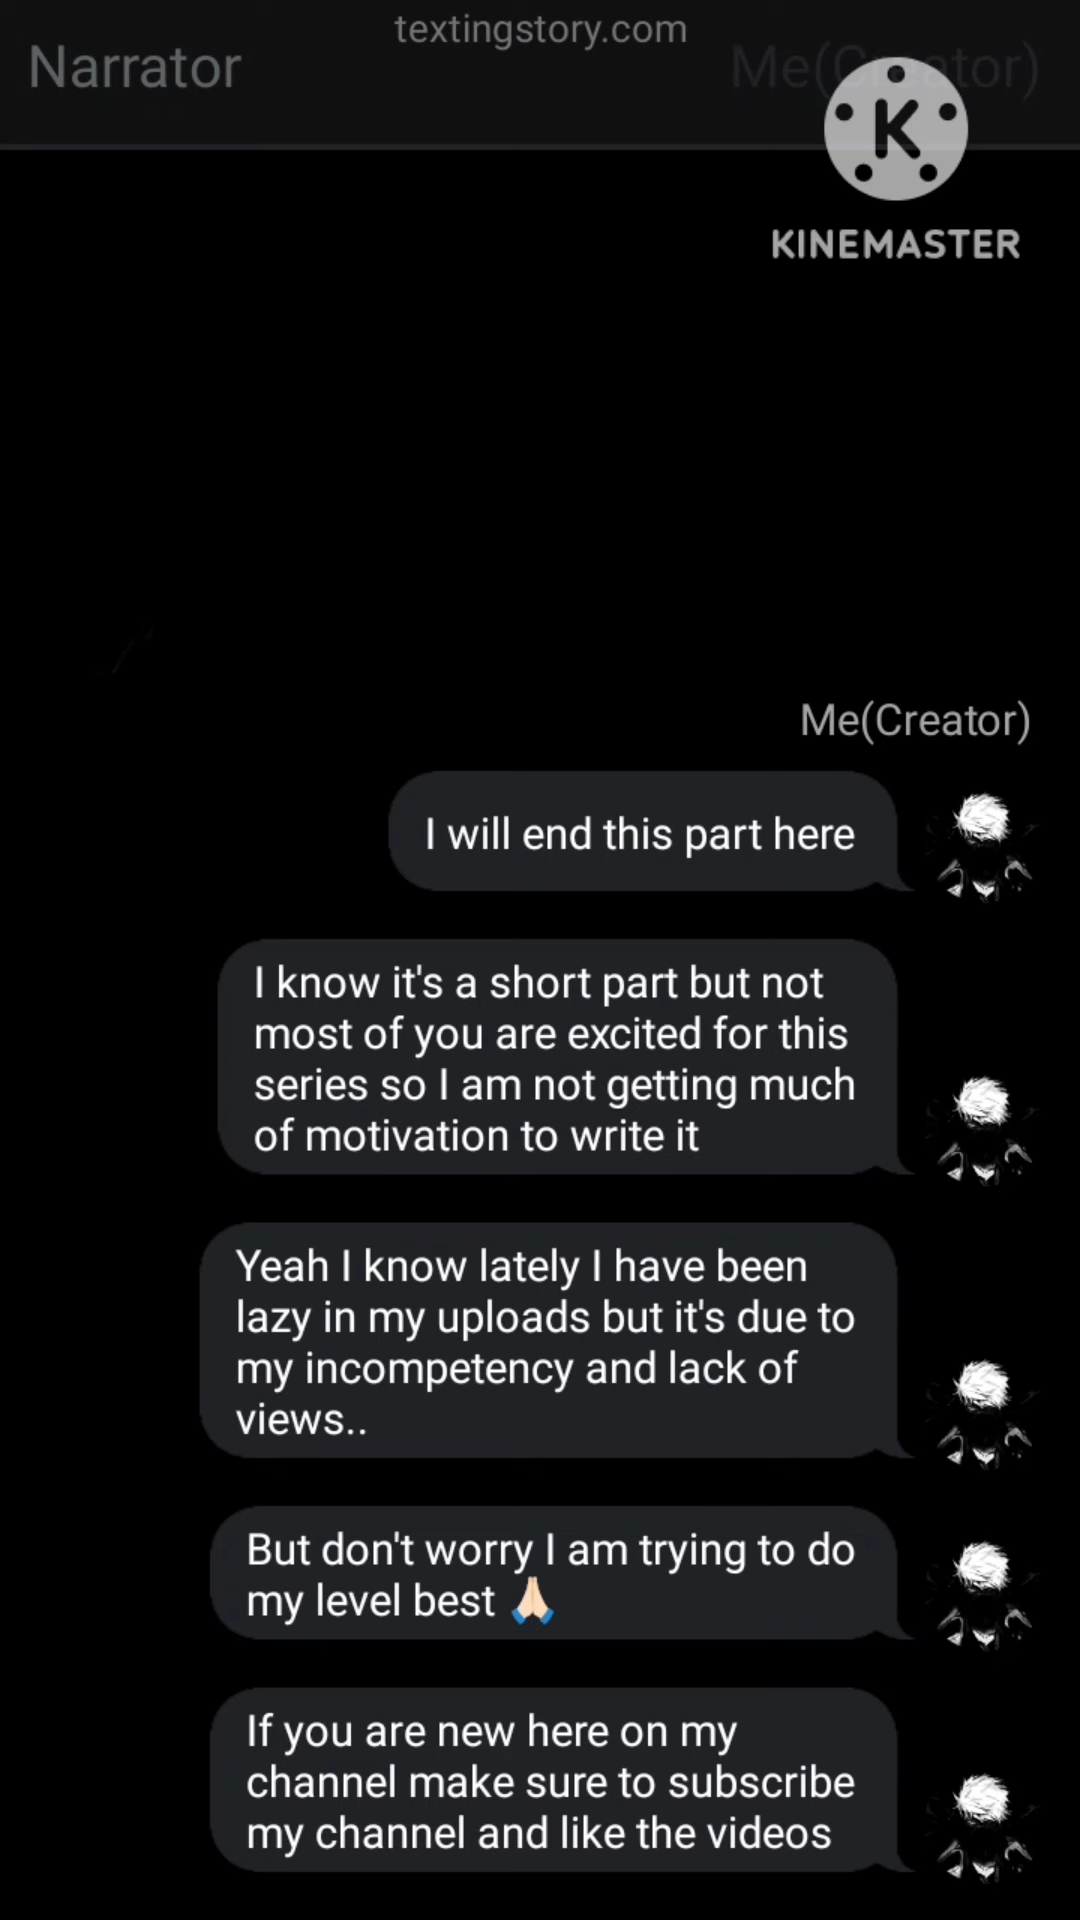 textingstory.com
Narrator
Me(Creator)
K
KINEMASTER
Me(Creator)
I will end this part here
I know it's a short part but not
most of you are excited for this
series so I am not getting much
of motivation to write it
Yeah I know lately I have been
lazy in my uploads but it's due to
my incompetency and lack of
views..
But don't worry I am trying to do
my level best 🙏🏻
If you are new here on my
channel make sure to subscribe
my channel and like the videos